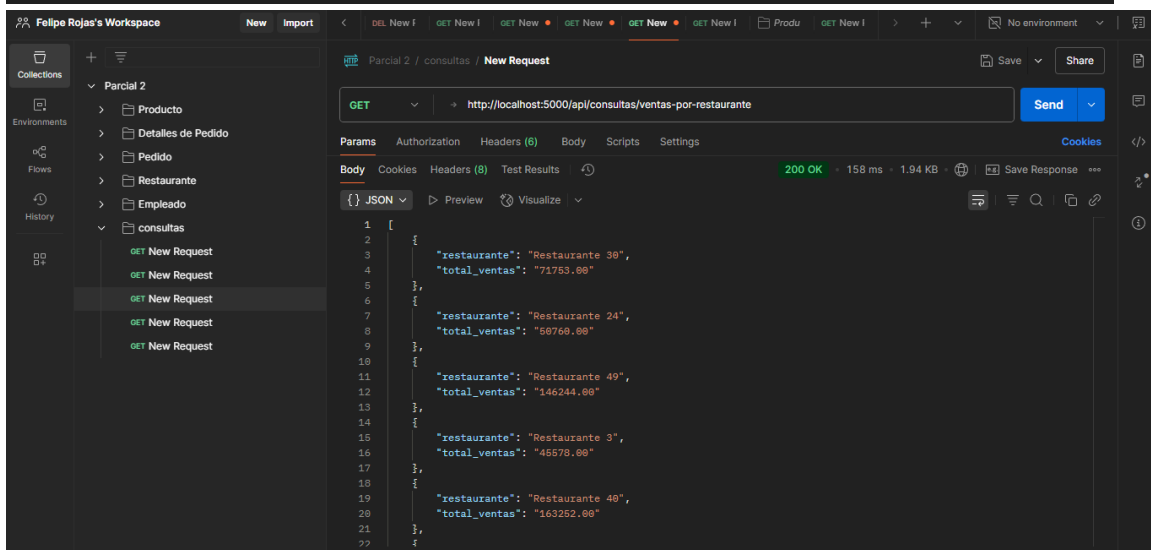 Felipe Rojas's Workspace New Import
DEL New F GET New I GET New GET New GET New GET New I Produ GET New I No environment
Collections
Environments
Flows
History
Parcial 2
Producto
Detalles de Pedido
Pedido
Restaurante
Empleado
consultas
GET New Request
GET New Request
GET New Request
GET New Request
GET New Request
HTTP Parcial 2 / consultas / New Request Save Share
GET http://localhost:5000/api/consultas/ventas-por-restaurante Send
Params Authorization Headers (6) Body Scripts Settings Cookies
Body Cookies Headers (8) Test Results 200 OK 158 ms 1.94 KB Save Response
{} JSON Preview Visualize
1 [
2 {
3 "restaurante": "Restaurante 30",
4 "total_ventas": "71753.00"
5 },
6 {
7 "restaurante": "Restaurante 24",
8 "total_ventas": "50760.00"
9 },
10 {
11 "restaurante": "Restaurante 49",
12 "total_ventas": "146244.00"
13 },
14 {
15 "restaurante": "Restaurante 3",
16 "total_ventas": "45578.00"
17 },
18 {
19 "restaurante": "Restaurante 40",
20 "total_ventas": "163252.00"
21 },
22 {